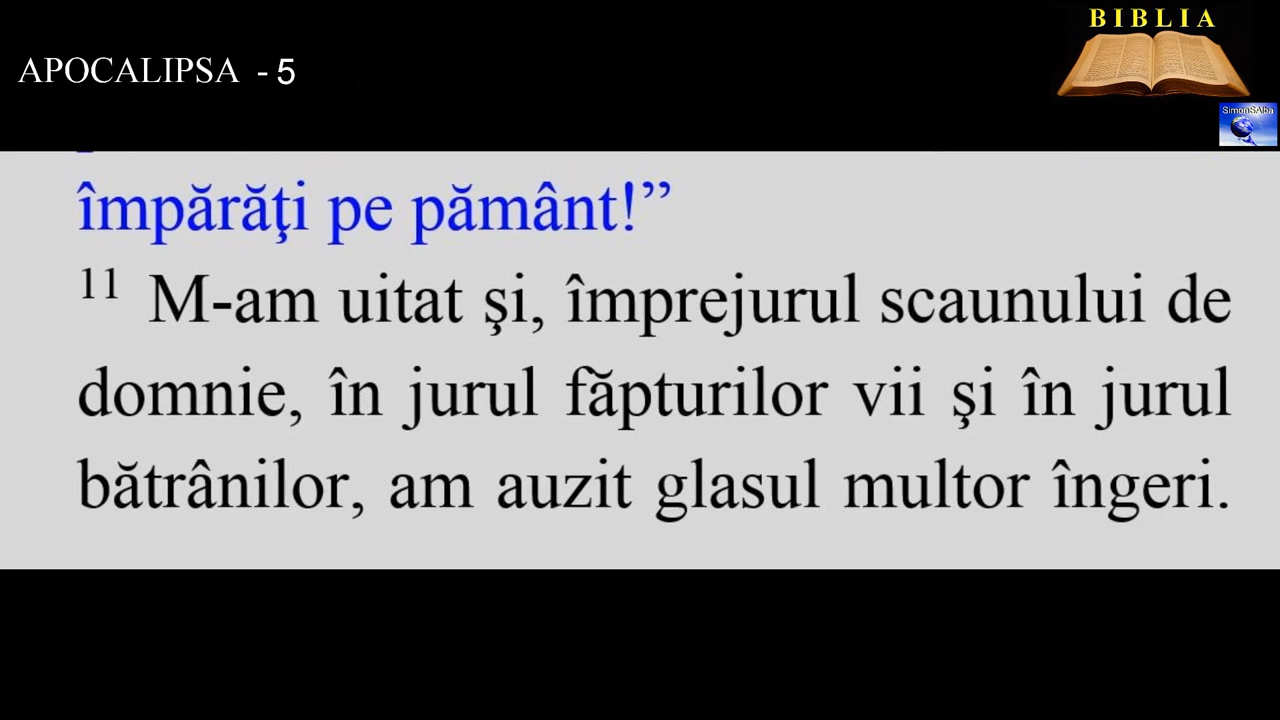 BIBLIA
APOCALIPSA - 5
SimonSAlba
împărăţi pe pământ!”
11 M-am uitat şi, împrejurul scaunului de
domnie, în jurul făpturilor vii şi în jurul
bătrânilor, am auzit glasul multor îngeri.